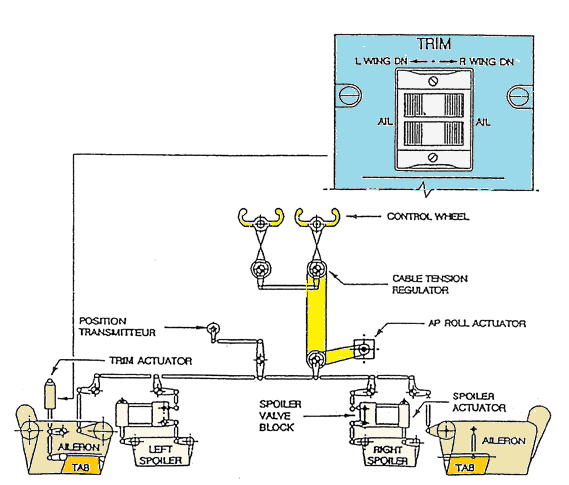 TRIM
L WING DN R WING DN
AIL AIL
CONTROL WHEEL
CABLE TENSION
REGULATOR
POSITION
TRANSMITTEUR
AP ROLL ACTUATOR
TRIM ACTUATOR
SPOILER
VALVE
BLOCK
SPOILER
ACTUATOR
AILERON
TAB
LEFT
SPOILER
RIGHT
SPOILER
AILERON
TAB